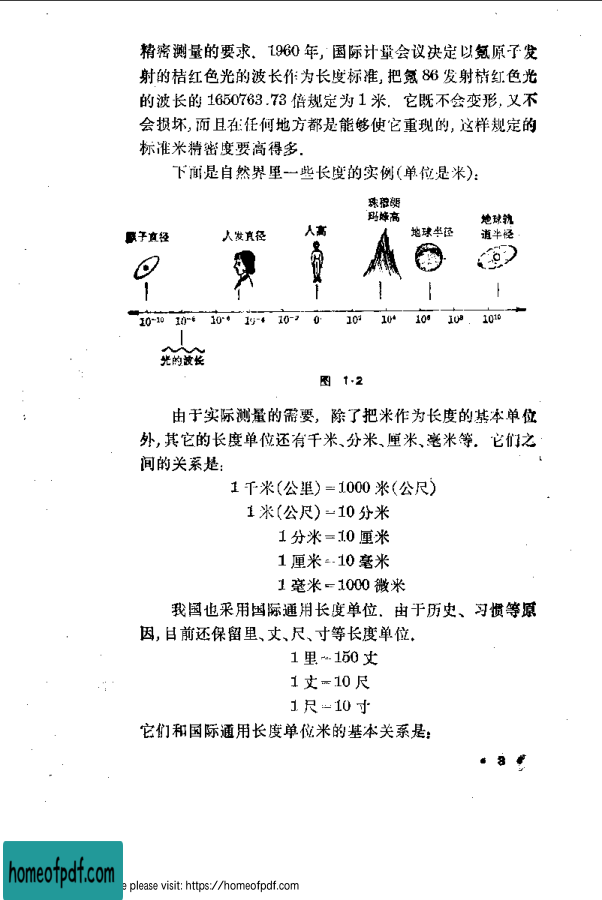 精密测量的要求．1960 年，国际计量会议决定以氪原子发
射的桔红色光的波长作为长度标准，把氪 86 发射桔红色光
的波长的 1650763.73 倍规定为 1 米．它既不会变形，又不
会损坏，而且在任何地方都是能够使它重现的，这样规定的
标准米精密度要高得多．
下面是自然界里一些长度的实例（单位是米）：
珠穆朗
玛峰高
地球轨
道半径
原子直径
人发直径
人高
地球半径
10⁻¹⁰ 10⁻⁸ 10⁻⁶ 10⁻⁴ 10⁻² 0 10² 10⁴ 10⁶ 10⁸ 10¹⁰
光的波长
图 1·2
由于实际测量的需要，除了把米作为长度的基本单位
外，其它的长度单位还有千米、分米、厘米、毫米等．它们之
间的关系是：
1 千米（公里）＝1000 米（公尺）
1 米（公尺）＝10 分米
1 分米＝10 厘米
1 厘米＝10 毫米
1 毫米＝1000 微米
我国也采用国际通用长度单位．由于历史、习惯等原
因，目前还保留里、丈、尺、寸等长度单位．
1 里＝150 丈
1 丈＝10 尺
1 尺＝10 寸
它们和国际通用长度单位米的基本关系是：
· 3 ·
homeofpdf.com
e please visit: https://homeofpdf.com